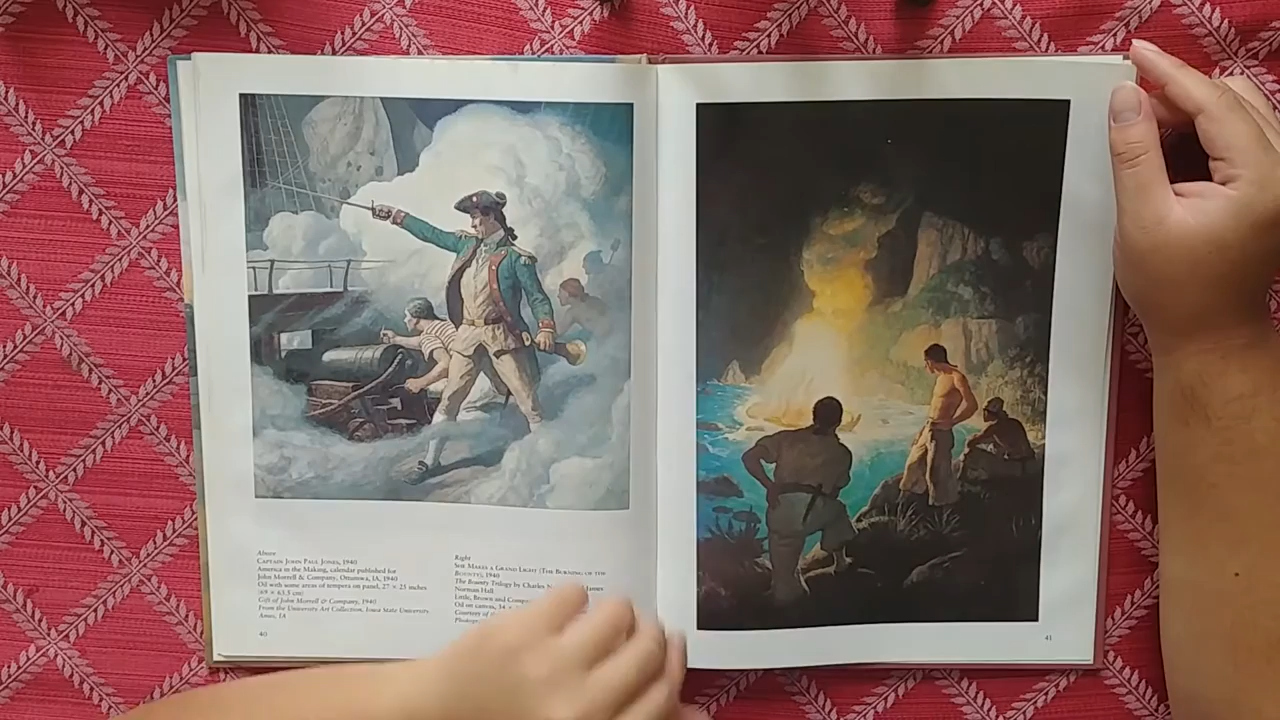 Above
CAPTAIN JOHN PAUL JONES, 1940
America in the Making, calendar published for
John Morrell & Company, Ottumwa, IA, 1940
Oil with some areas of tempera on panel, 27 × 25 inches
(69 × 63.5 cm)
Gift of John Morrell & Company, 1940
From the University Art Collection, Iowa State University
Ames, IA
40
Right
SHE MAKES A GRAND LIGHT (THE BURNING OF THE
BOUNTY), 1940
The Bounty Trilogy by Charles James
Norman Hall
Little, Brown and
Oil on canvas, 34
Courtesy of
41